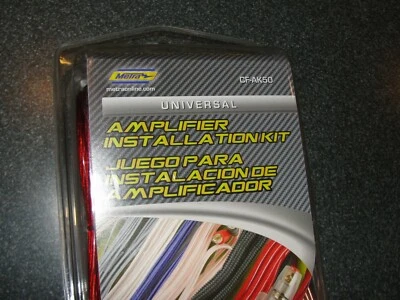 Metra
metraonline.com
CF-AK50
UNIVERSAL
AMPLIFIER
INSTALLATION KIT
JUEGO PARA
INSTALACIÓN DE
AMPLIFICADOR